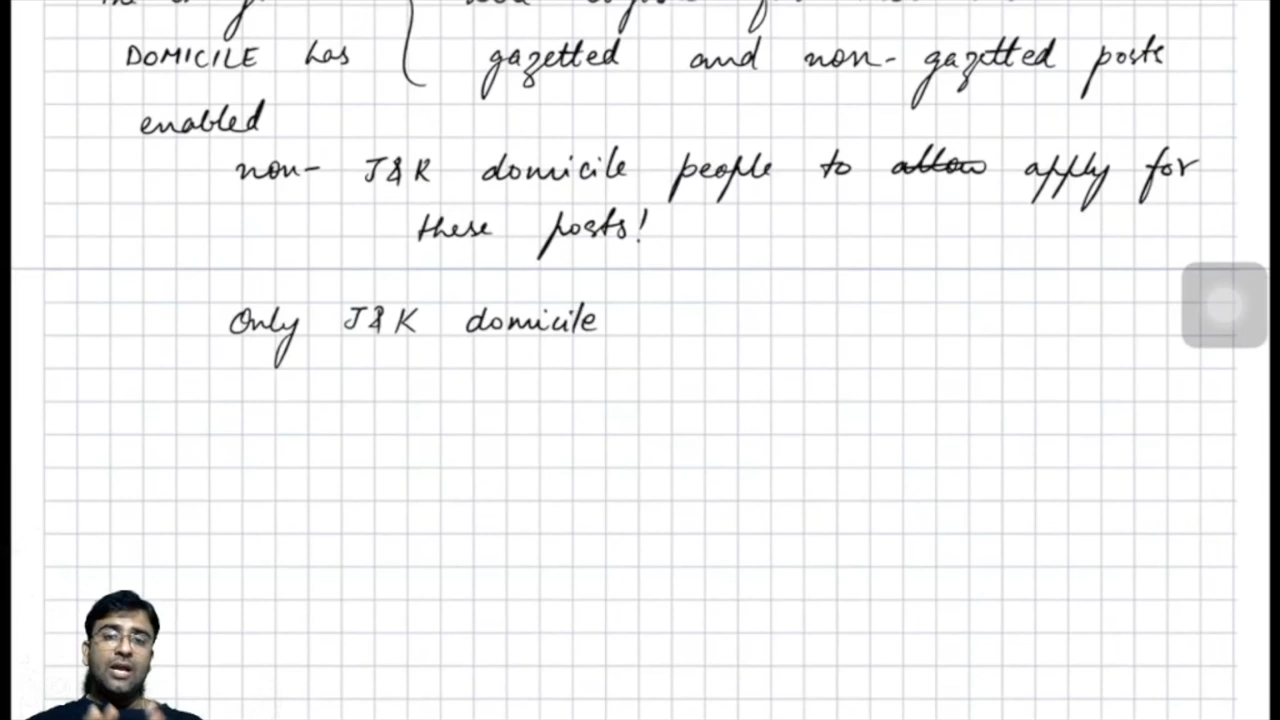 DOMICILE has gazetted and non-gazetted posts
enabled
non- J&K domicile people to allow apply for
these posts!
Only J&K domicile